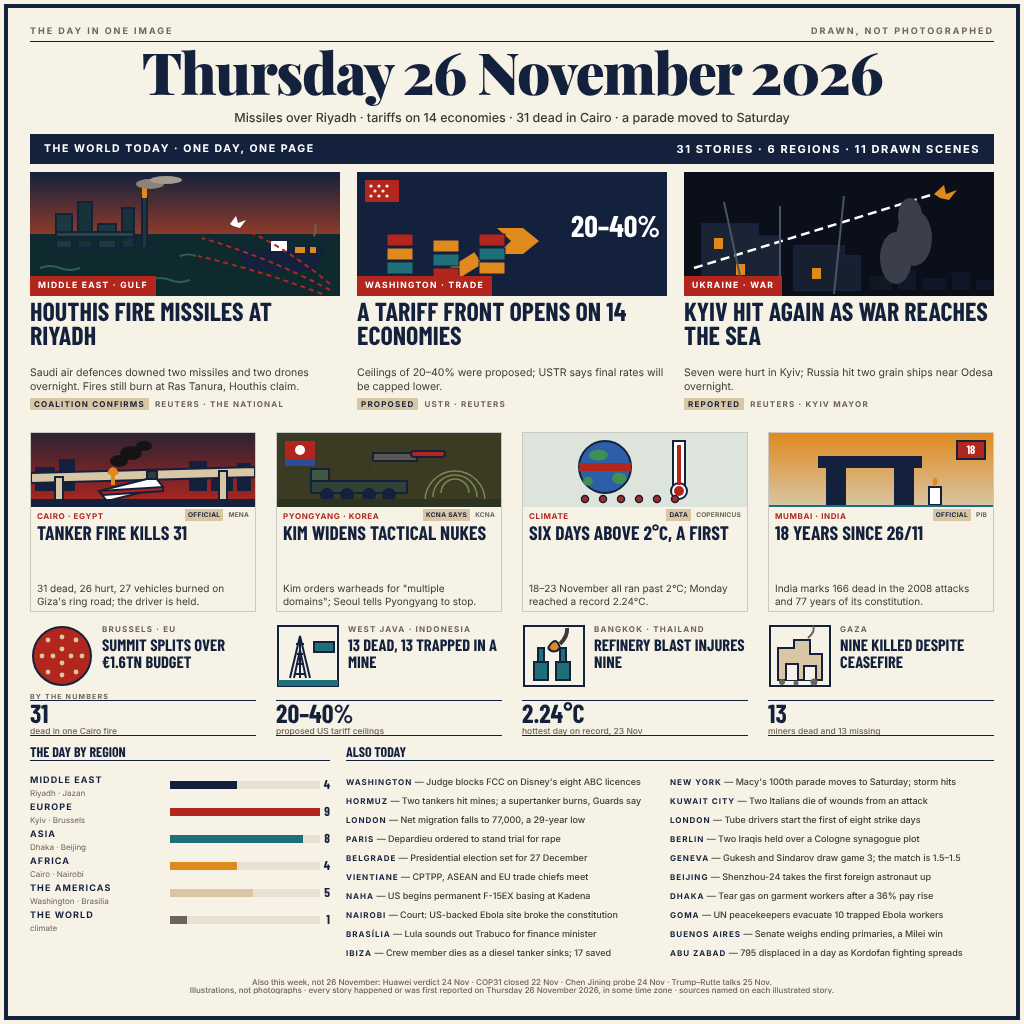 THE DAY IN ONE IMAGE
DRAWN, NOT PHOTOGRAPHED
Thursday 26 November 2026
Missiles over Riyadh · tariffs on 14 economies · 31 dead in Cairo · a parade moved to Saturday
THE WORLD TODAY · ONE DAY, ONE PAGE
31 STORIES · 6 REGIONS · 11 DRAWN SCENES
MIDDLE EAST · GULF
HOUTHIS FIRE MISSILES AT
RIYADH
Saudi air defences downed two missiles and two drones
overnight. Fires still burn at Ras Tanura, Houthis claim.
COALITION CONFIRMS REUTERS · THE NATIONAL
20–40%
WASHINGTON · TRADE
A TARIFF FRONT OPENS ON 14
ECONOMIES
Ceilings of 20–40% were proposed; USTR says final rates will
be capped lower.
PROPOSED USTR · REUTERS
UKRAINE · WAR
KYIV HIT AGAIN AS WAR REACHES
THE SEA
Seven were hurt in Kyiv; Russia hit two grain ships near Odesa
overnight.
REPORTED REUTERS · KYIV MAYOR
CAIRO · EGYPT
OFFICIAL MENA
TANKER FIRE KILLS 31
31 dead, 26 hurt, 27 vehicles burned on
Giza's ring road; the driver is held.
PYONGYANG · KOREA
KCNA SAYS KCNA
KIM WIDENS TACTICAL NUKES
Kim orders warheads for "multiple
domains"; Seoul tells Pyongyang to stop.
CLIMATE
DATA COPERNICUS
SIX DAYS ABOVE 2°C, A FIRST
18–23 November all ran past 2°C; Monday
reached a record 2.24°C.
18
MUMBAI · INDIA
OFFICIAL PIB
18 YEARS SINCE 26/11
India marks 166 dead in the 2008 attacks
and 77 years of its constitution.
BRUSSELS · EU
SUMMIT SPLITS OVER
€1.6TN BUDGET
WEST JAVA · INDONESIA
13 DEAD, 13 TRAPPED IN A
MINE
BANGKOK · THAILAND
REFINERY BLAST INJURES
NINE
GAZA
NINE KILLED DESPITE
CEASEFIRE
BY THE NUMBERS
31
dead in one Cairo fire
20–40%
proposed US tariff ceilings
2.24°C
hottest day on record, 23 Nov
13
miners dead and 13 missing
THE DAY BY REGION
MIDDLE EAST
Riyadh · Jazan
4
EUROPE
Kyiv · Brussels
9
ASIA
Dhaka · Beijing
8
AFRICA
Cairo · Nairobi
4
THE AMERICAS
Washington · Brasília
5
THE WORLD
climate
1
ALSO TODAY
WASHINGTON — Judge blocks FCC on Disney's eight ABC licences
HORMUZ — Two tankers hit mines; a supertanker burns, Guards say
LONDON — Net migration falls to 77,000, a 29-year low
PARIS — Depardieu ordered to stand trial for rape
BELGRADE — Presidential election set for 27 December
VIENTIANE — CPTPP, ASEAN and EU trade chiefs meet
NAHA — US begins permanent F-15EX basing at Kadena
NAIROBI — Court: US-backed Ebola site broke the constitution
BRASÍLIA — Lula sounds out Trabuco for finance minister
IBIZA — Crew member dies as a diesel tanker sinks; 17 saved
NEW YORK — Macy's 100th parade moves to Saturday; storm hits
KUWAIT CITY — Two Italians die of wounds from an attack
LONDON — Tube drivers start the first of eight strike days
BERLIN — Two Iraqis held over a Cologne synagogue plot
GENEVA — Gukesh and Sindarov draw game 3; the match is 1.5–1.5
BEIJING — Shenzhou-24 takes the first foreign astronaut up
DHAKA — Tear gas on garment workers after a 36% pay rise
GOMA — UN peacekeepers evacuate 10 trapped Ebola workers
BUENOS AIRES — Senate weighs ending primaries, a Milei win
ABU ZABAD — 795 displaced in a day as Kordofan fighting spreads
Also this week, not 26 November: Huawei verdict 24 Nov · COP31 closed 22 Nov · Chen Jining probe 24 Nov · Trump–Rutte talks 25 Nov.
Illustrations, not photographs · every story happened or was first reported on Thursday 26 November 2026, in some time zone · sources named on each illustrated story.